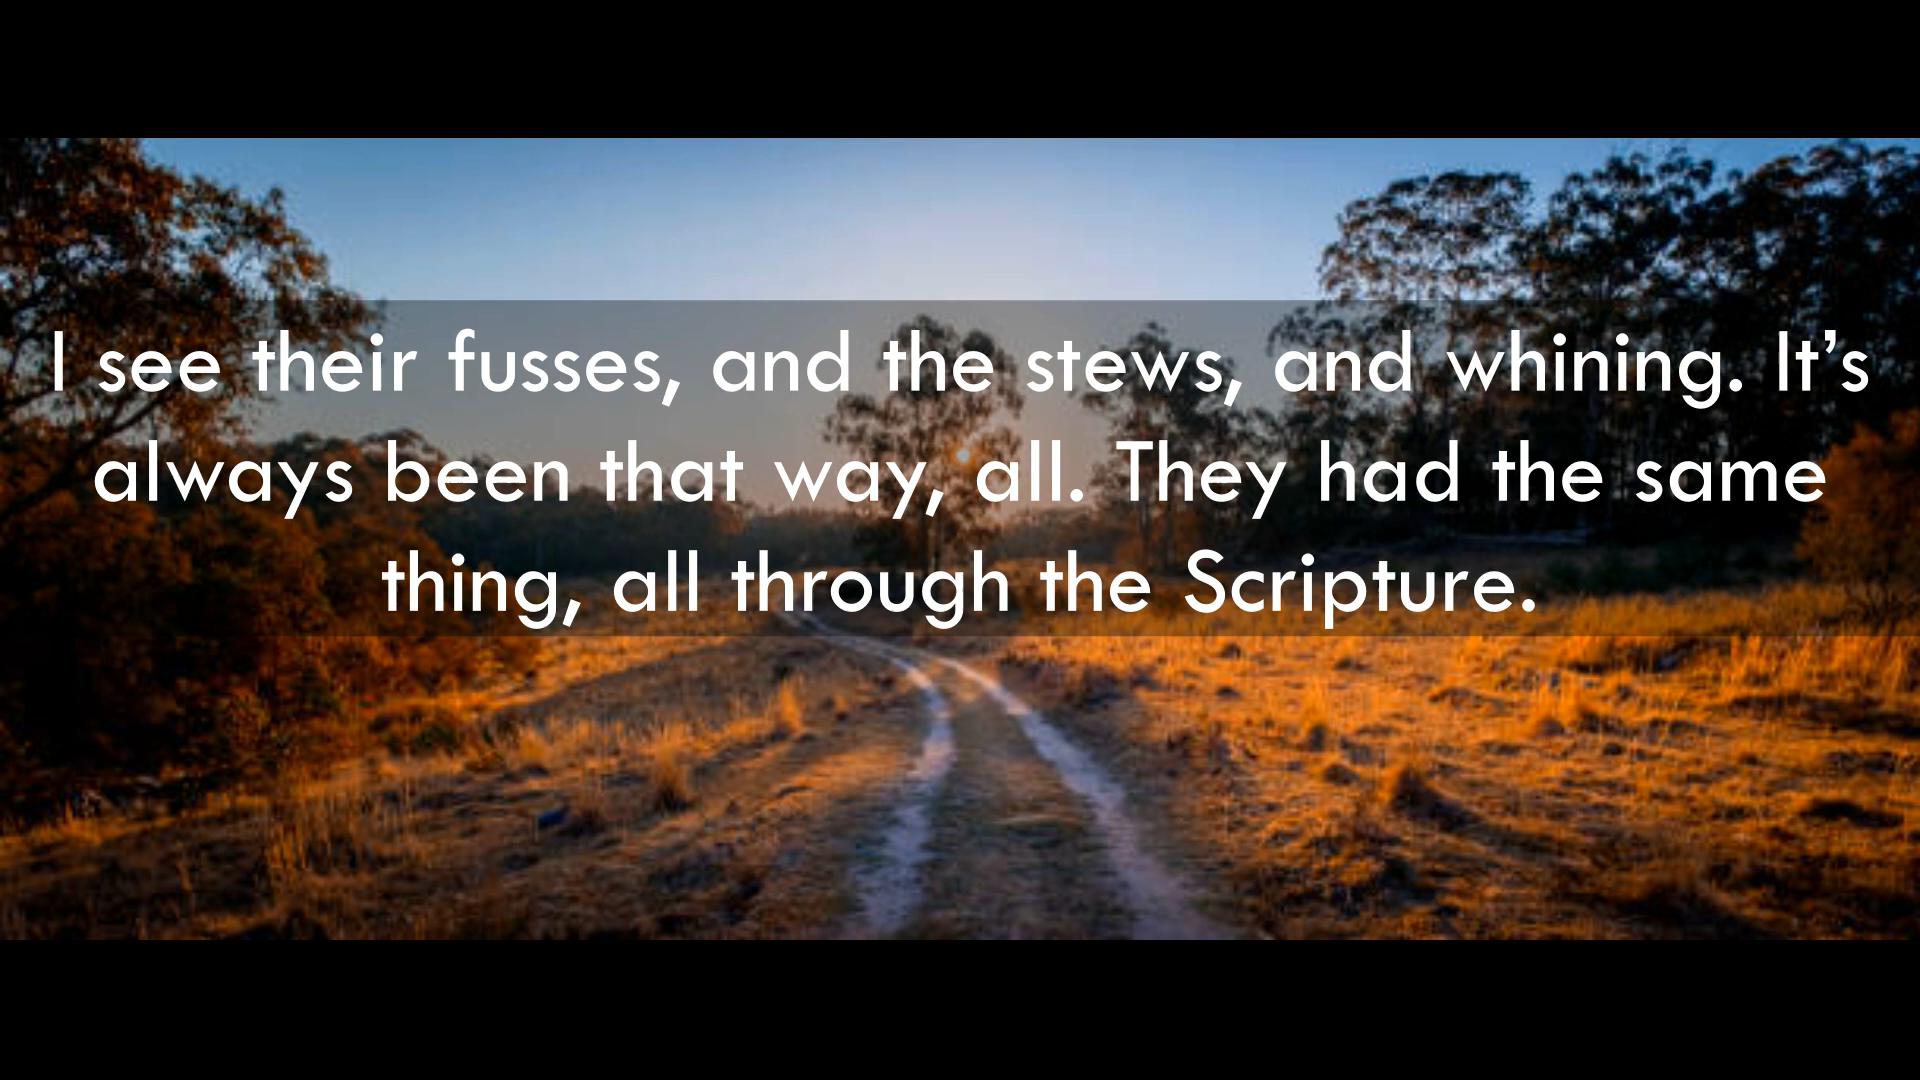 I see their fusses, and the stews, and whining. It’s
always been that way, all. They had the same
thing, all through the Scripture.